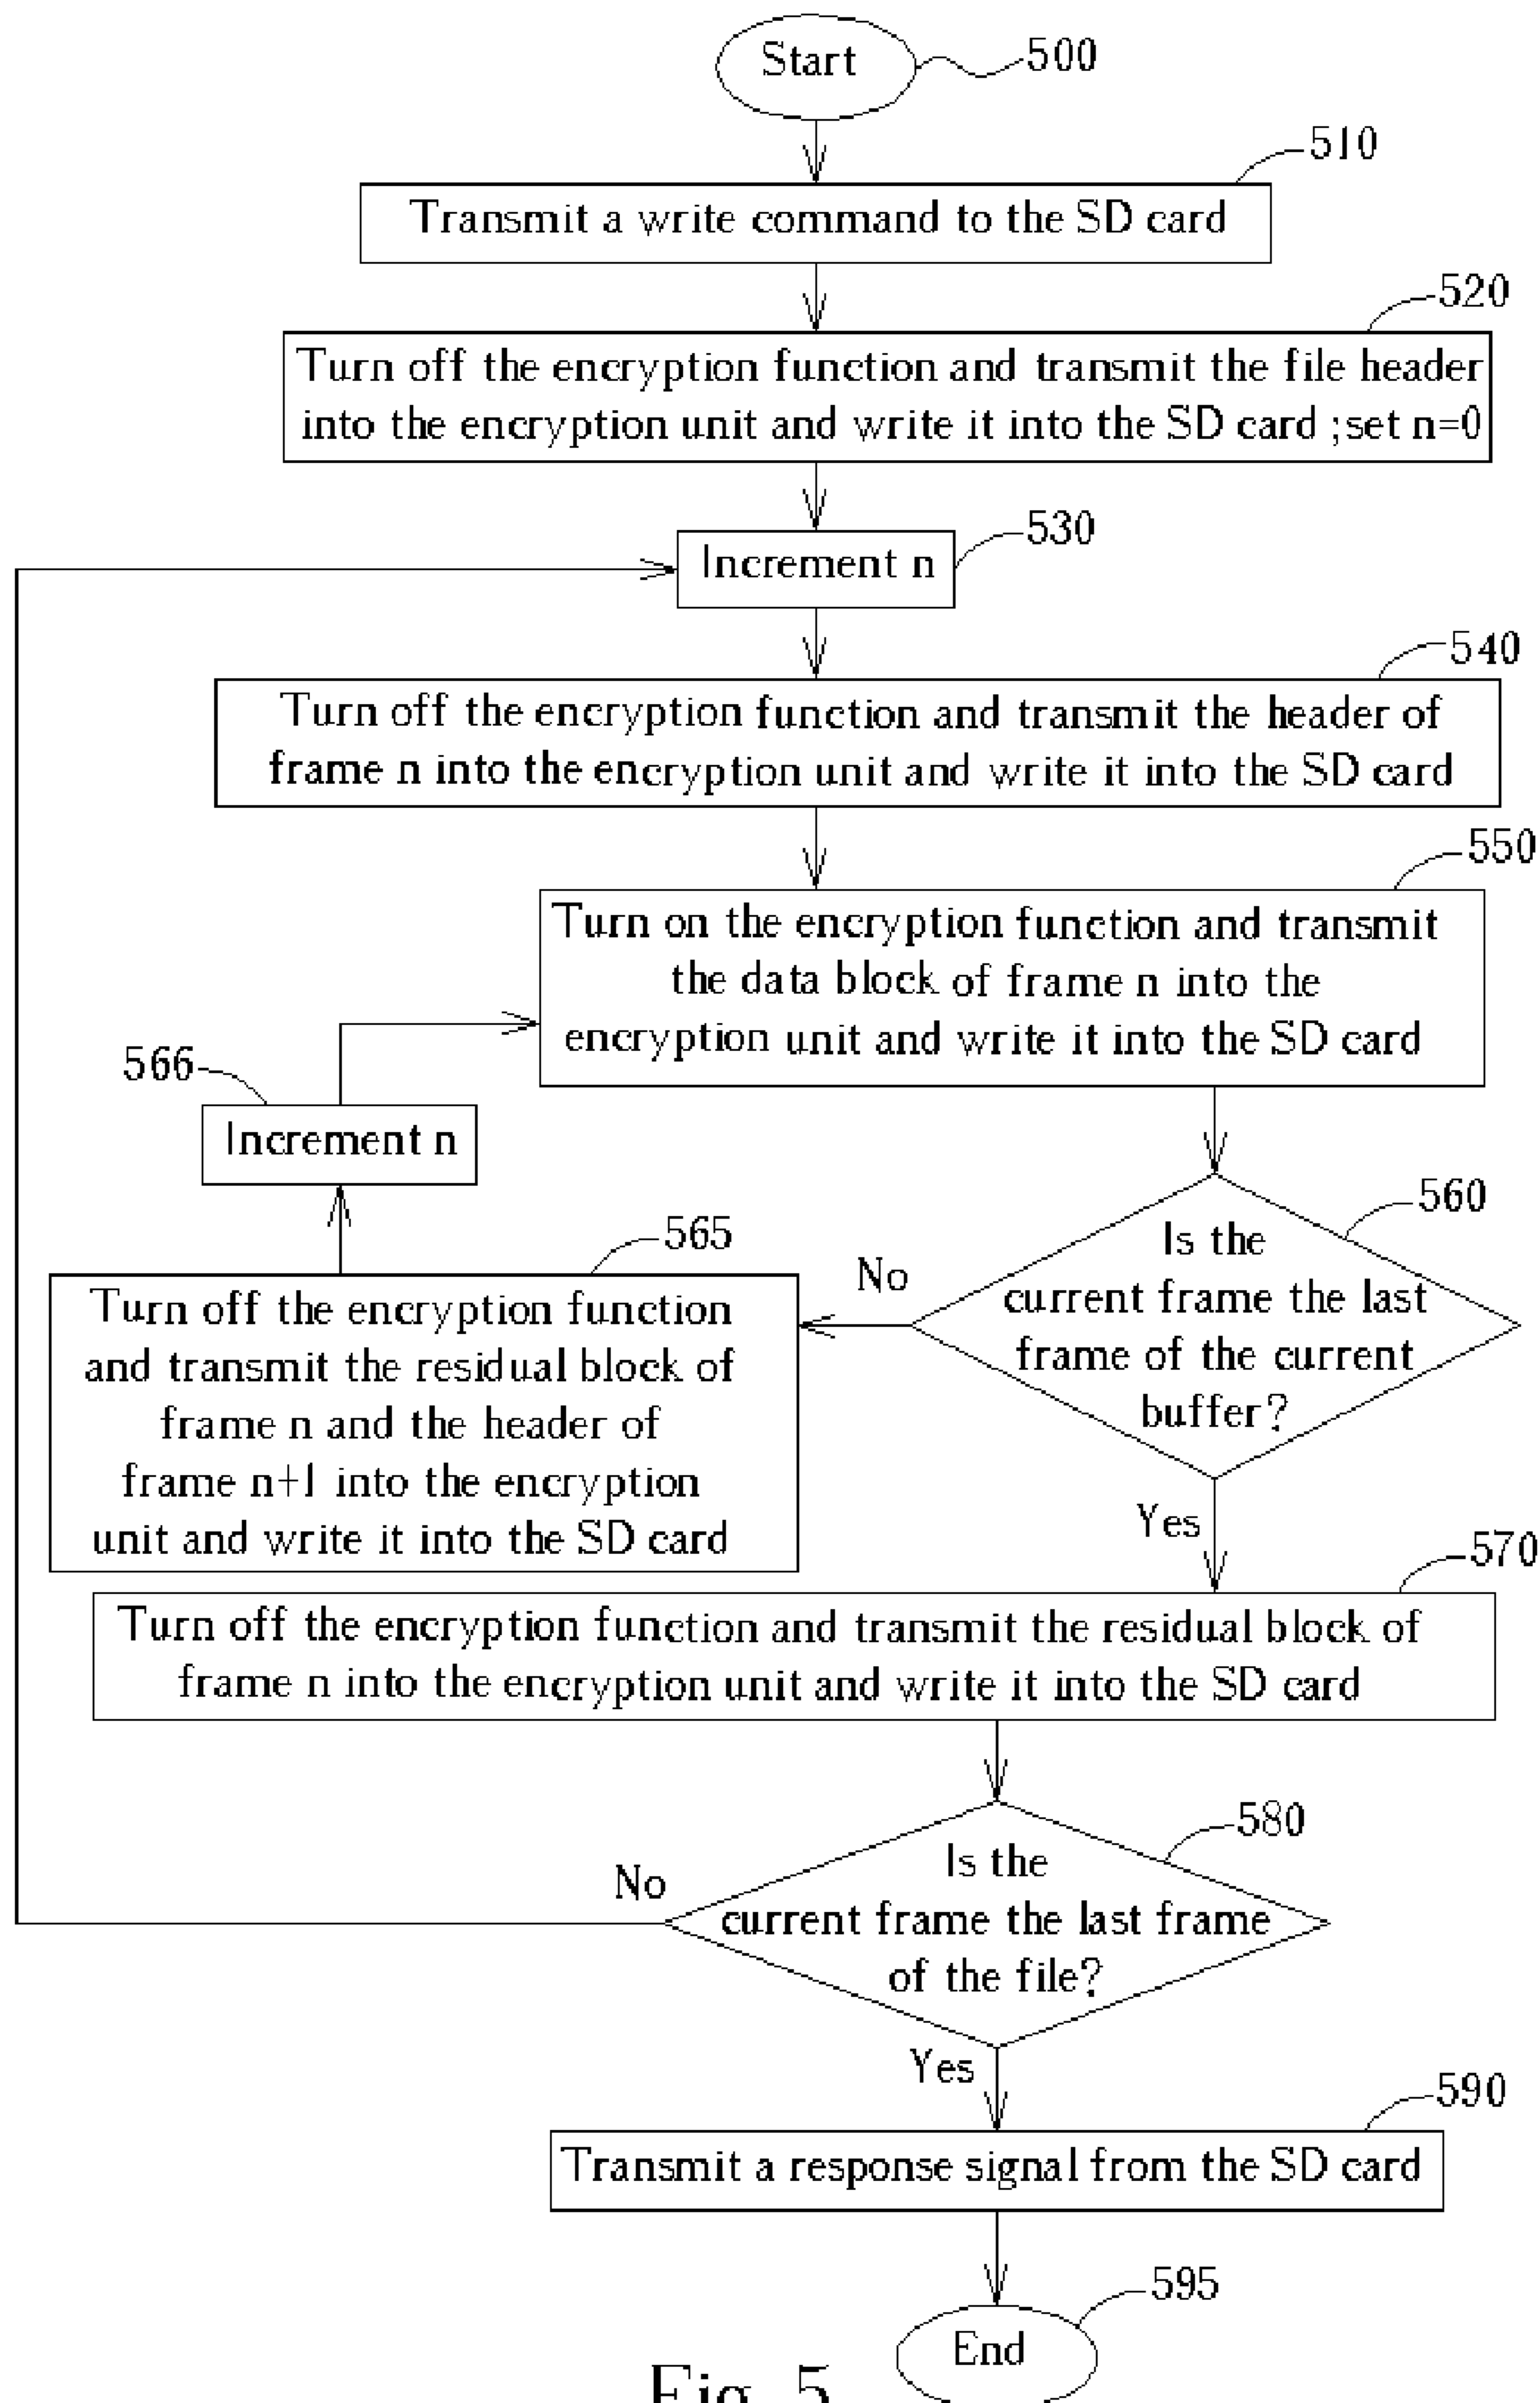 Start
500
510
Transmit a write command to the SD card
520
Turn off the encryption function and transmit the file header
into the encryption unit and write it into the SD card ;set n=0
530
Increment n
540
Turn off the encryption function and transmit the header of
frame n into the encryption unit and write it into the SD card
550
Turn on the encryption function and transmit
the data block of frame n into the
encryption unit and write it into the SD card
566
Increment n
560
Is the
current frame the last
frame of the current
buffer?
No
565
Turn off the encryption function
and transmit the residual block of
frame n and the header of
frame n+1 into the encryption
unit and write it into the SD card
Yes
570
Turn off the encryption function and transmit the residual block of
frame n into the encryption unit and write it into the SD card
580
Is the
current frame the last frame
of the file?
No
Yes
590
Transmit a response signal from the SD card
595
End
Fig. 5